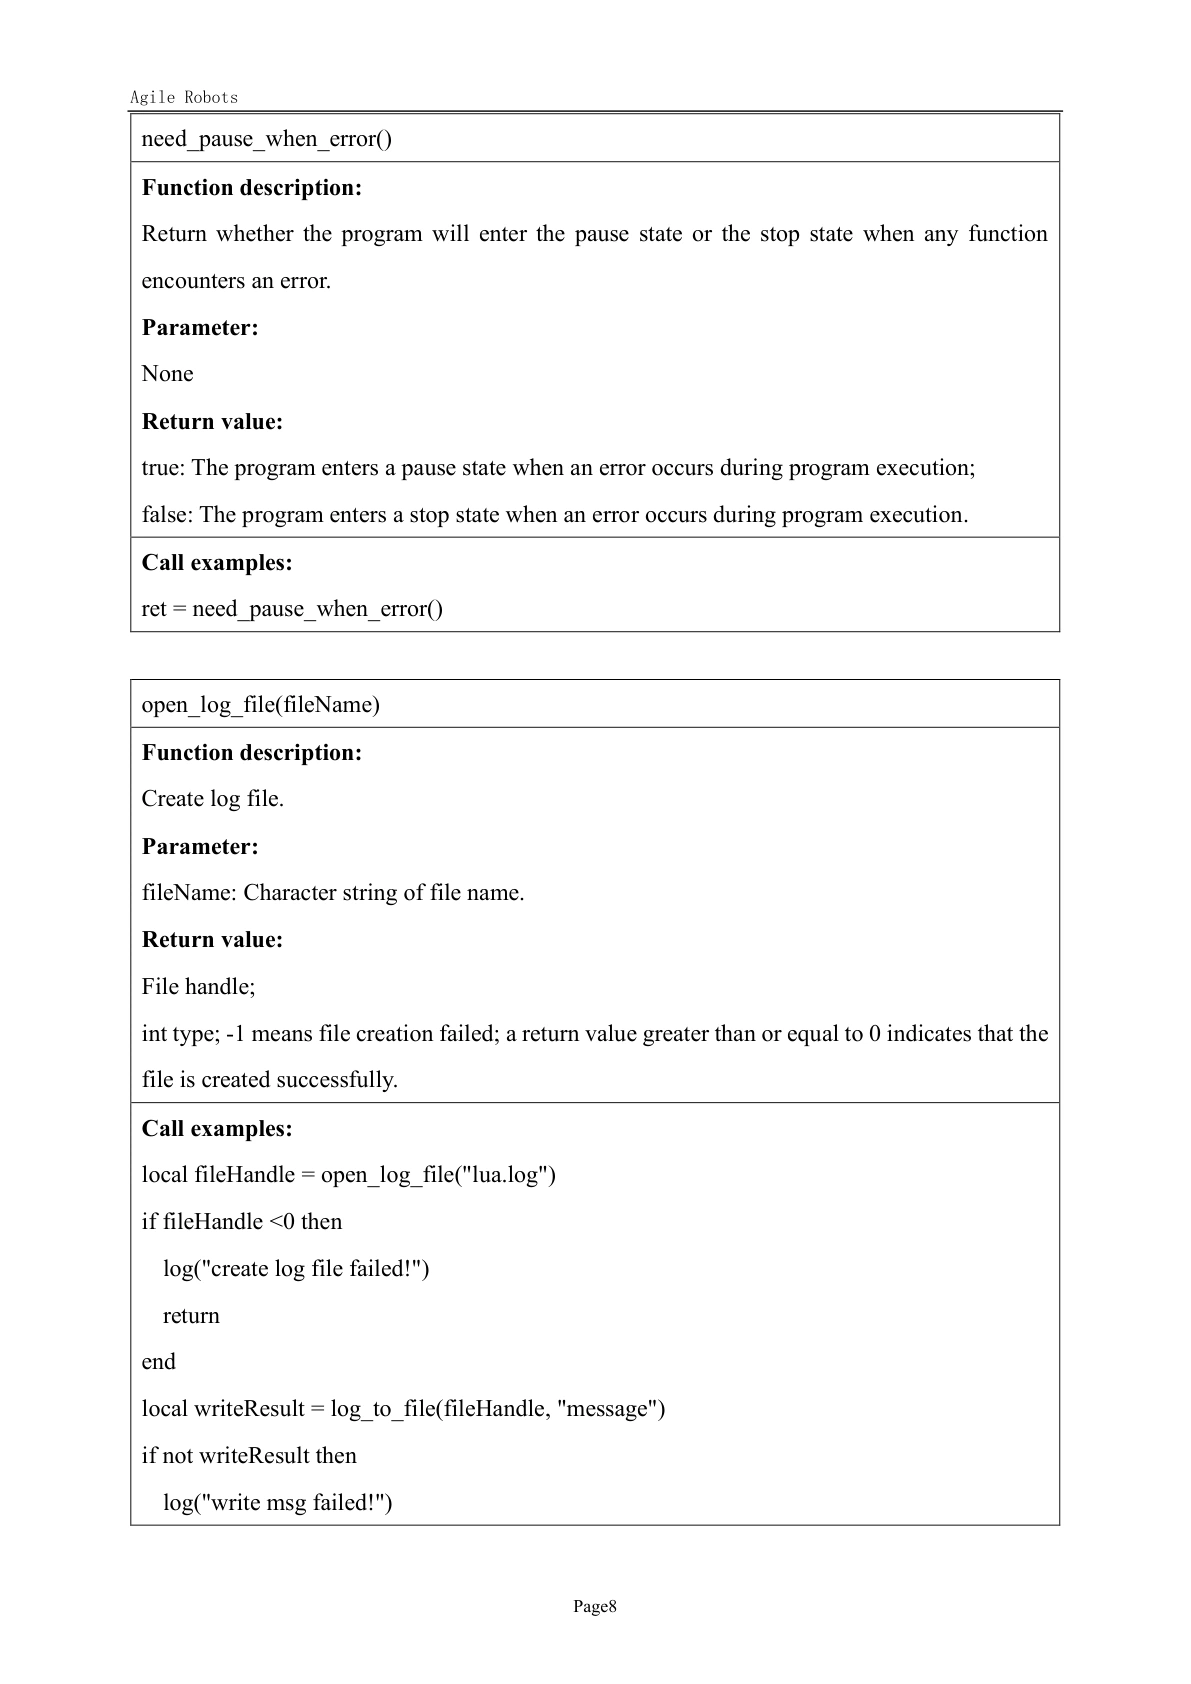 Agile Robots
need_pause_when_error()
Function description:
Return whether the program will enter the pause state or the stop state when any function
encounters an error.
Parameter:
None
Return value:
true: The program enters a pause state when an error occurs during program execution;
false: The program enters a stop state when an error occurs during program execution.
Call examples:
ret = need_pause_when_error()
open_log_file(fileName)
Function description:
Create log file.
Parameter:
fileName: Character string of file name.
Return value:
File handle;
int type; -1 means file creation failed; a return value greater than or equal to 0 indicates that the
file is created successfully.
Call examples:
local fileHandle = open_log_file("lua.log")
if fileHandle <0 then
log("create log file failed!")
return
end
local writeResult = log_to_file(fileHandle, "message")
if not writeResult then
log("write msg failed!")
Page8